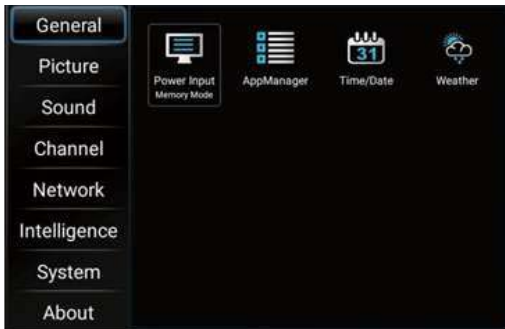 General
Picture
Sound
Channel
Network
Intelligence
System
About
Power Input
Memory Mode
AppManager
31
Time/Date
Weather